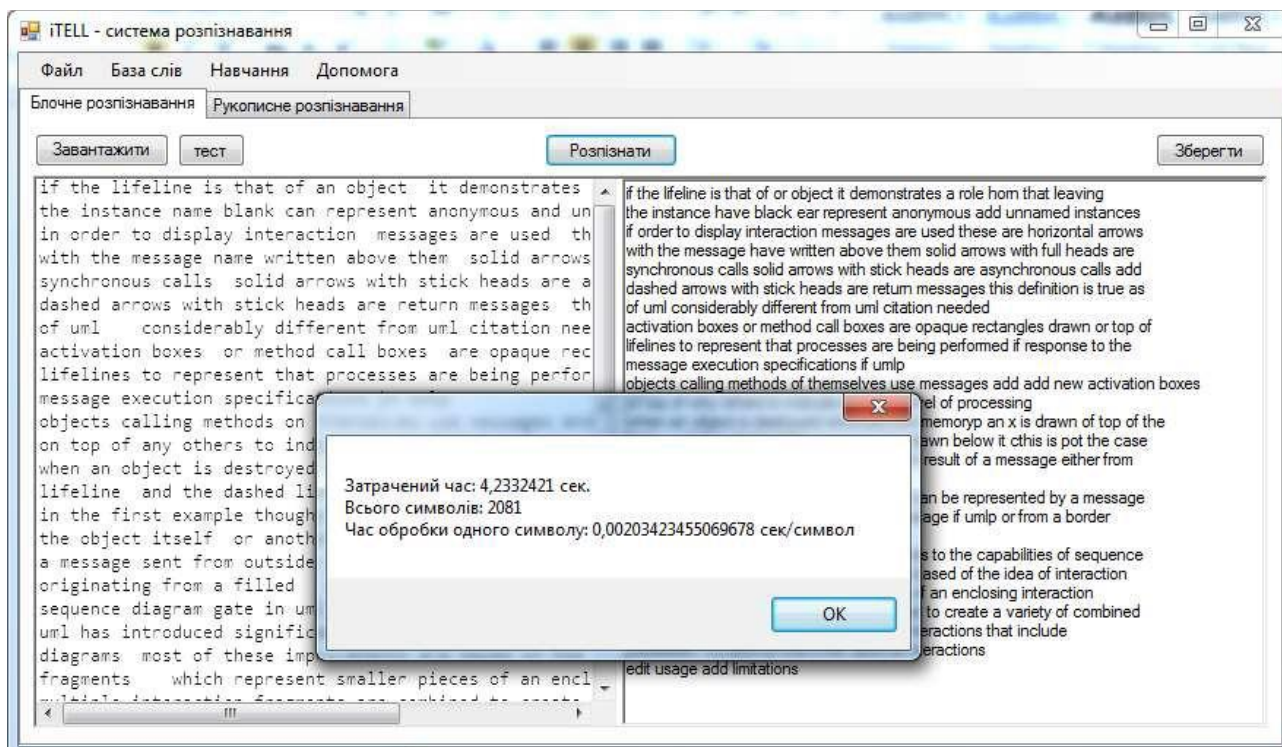 iTELL - система розпізнавання
Файл База слів Навчання Допомога
Блочне розпізнавання Рукописне розпізнавання
Завантажити тест Розпізнати Зберегти
if the lifeline is that of an object it demonstrates
the instance name blank can represent anonymous and un
in order to display interaction messages are used th
with the message name written above them solid arrows
synchronous calls solid arrows with stick heads are a
dashed arrows with stick heads are return messages th
of uml considerably different from uml citation nee
activation boxes or method call boxes are opaque rec
lifelines to represent that processes are being perfor
message execution specifica
objects calling methods on
on top of any others to ind
when an object is destroyed
lifeline and the dashed li
in the first example though
the object itself or anoth
a message sent from outside
originating from a filled
sequence diagram gate in um
uml has introduced signific
diagrams most of these imp
fragments which represent smaller pieces of an encl
multiple interaction fragments are combined to create
if the lifeline is that of or object it demonstrates a role hom that leaving
the instance have black ear represent anonymous add unnamed instances
if order to display interaction messages are used these are horizontal arrows
with the message have written above them solid arrows with full heads are
synchronous calls solid arrows with stick heads are asynchronous calls add
dashed arrows with stick heads are return messages this definition is true as
of uml considerably different from uml citation needed
activation boxes or method call boxes are opaque rectangles drawn or top of
lifelines to represent that processes are being performed if response to the
message execution specifications if umlp
objects calling methods of themselves use messages add add new activation boxes
vel of processing
memoryp an x is drawn of top of the
awn below it cthis is pot the case
result of a message either from
an be represented by a message
age if umlp or from a border
s to the capabilities of sequence
ased of the idea of interaction
f an enclosing interaction
to create a variety of combined
eractions that include
eractions
edit usage add limitations
Затрачений час: 4,2332421 сек.
Всього символів: 2081
Час обробки одного символу: 0,00203423455069678 сек/символ
OK